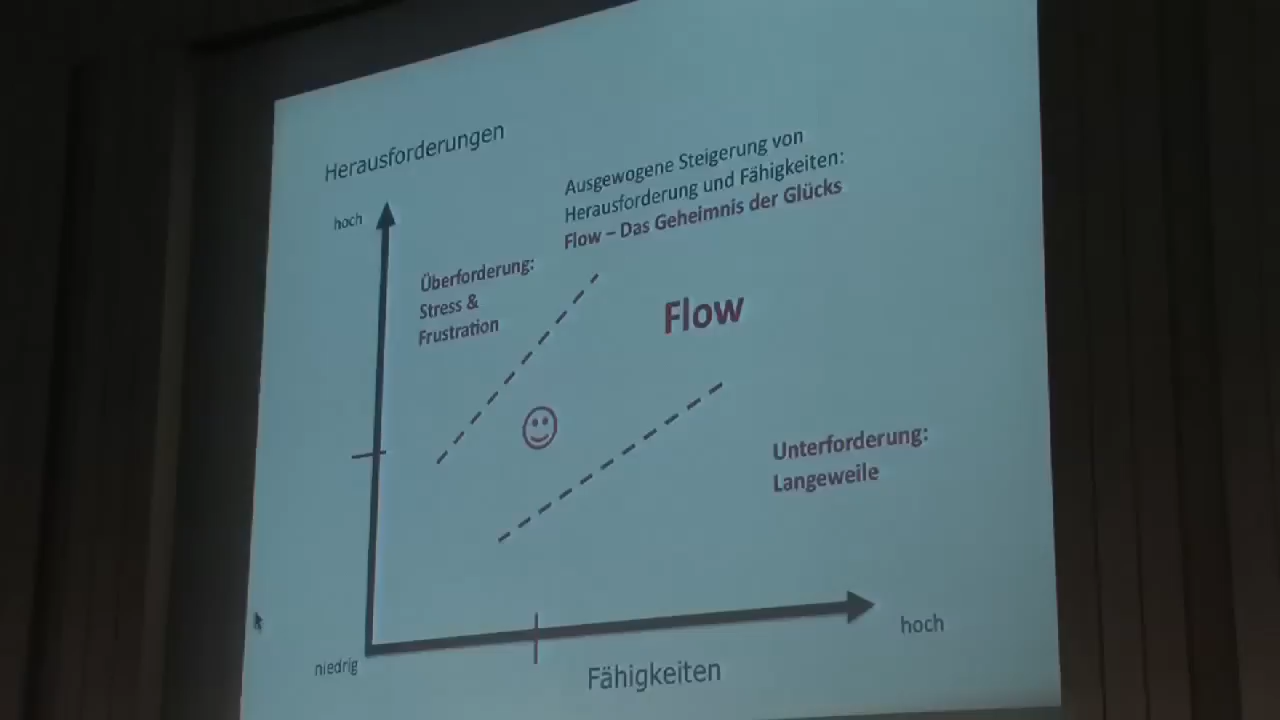 Herausforderungen
hoch
Ausgewogene Steigerung von
Herausforderung und Fähigkeiten:
Flow – Das Geheimnis der Glücks
Überforderung:
Stress &
Frustration
Flow
Unterforderung:
Langeweile
hoch
niedrig
Fähigkeiten